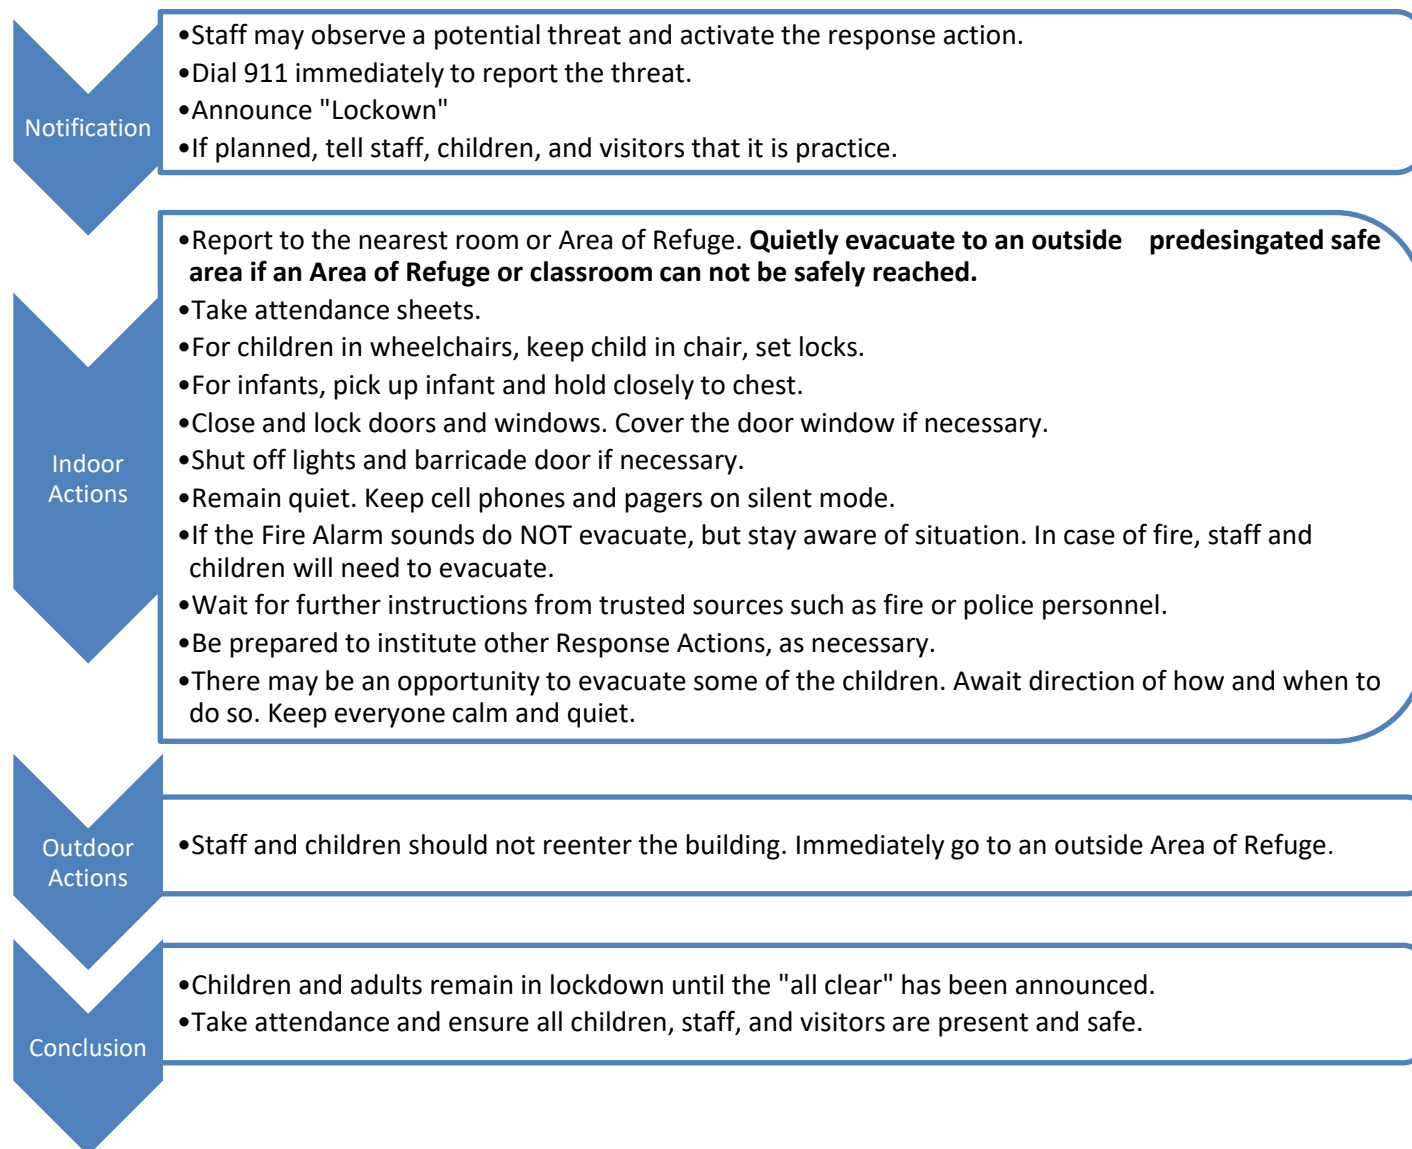 Notification
•Staff may observe a potential threat and activate the response action.
•Dial 911 immediately to report the threat.
•Announce "Lockown"
•If planned, tell staff, children, and visitors that it is practice.
Indoor
Actions
•Report to the nearest room or Area of Refuge. Quietly evacuate to an outside predesingated safe
area if an Area of Refuge or classroom can not be safely reached.
•Take attendance sheets.
•For children in wheelchairs, keep child in chair, set locks.
•For infants, pick up infant and hold closely to chest.
•Close and lock doors and windows. Cover the door window if necessary.
•Shut off lights and barricade door if necessary.
•Remain quiet. Keep cell phones and pagers on silent mode.
•If the Fire Alarm sounds do NOT evacuate, but stay aware of situation. In case of fire, staff and
children will need to evacuate.
•Wait for further instructions from trusted sources such as fire or police personnel.
•Be prepared to institute other Response Actions, as necessary.
•There may be an opportunity to evacuate some of the children. Await direction of how and when to
do so. Keep everyone calm and quiet.
Outdoor
Actions
•Staff and children should not reenter the building. Immediately go to an outside Area of Refuge.
Conclusion
•Children and adults remain in lockdown until the "all clear" has been announced.
•Take attendance and ensure all children, staff, and visitors are present and safe.